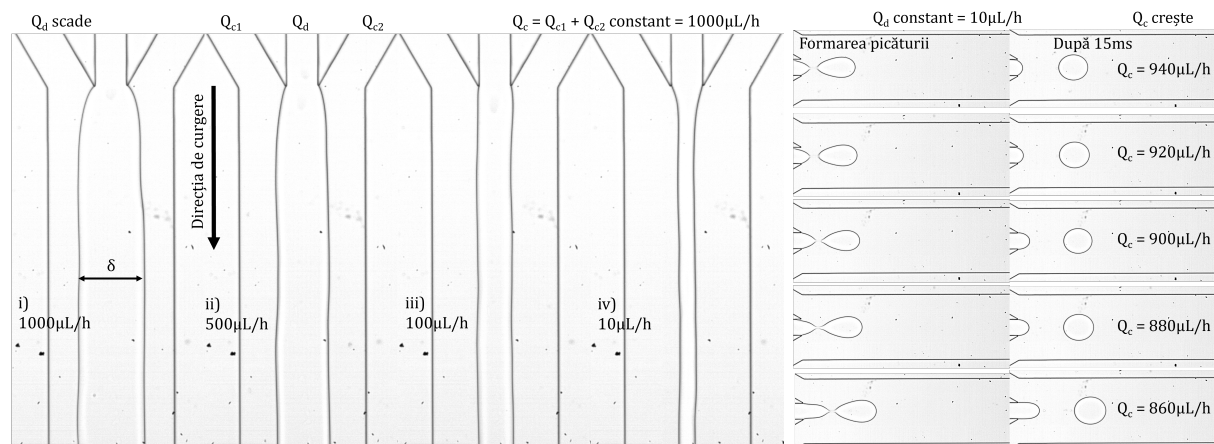 Q_d scade
Q_c1
Q_d
Q_c2
Q_c = Q_c1 + Q_c2 constant = 1000µL/h
Direcția de curgere
δ
i)
1000µL/h
ii)
500µL/h
iii)
100µL/h
iv)
10µL/h
Q_d constant = 10µL/h
Q_c crește
Formarea picăturii
După 15ms
Q_c = 940µL/h
Q_c = 920µL/h
Q_c = 900µL/h
Q_c = 880µL/h
Q_c = 860µL/h